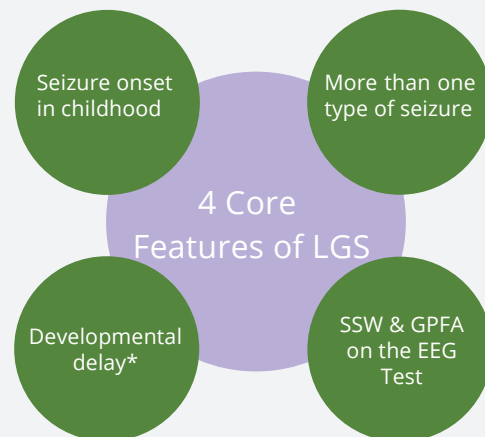 Seizure onset
in childhood
More than one
type of seizure
4 Core
Features of LGS
Developmental
delay*
SSW & GPFA
on the EEG
Test